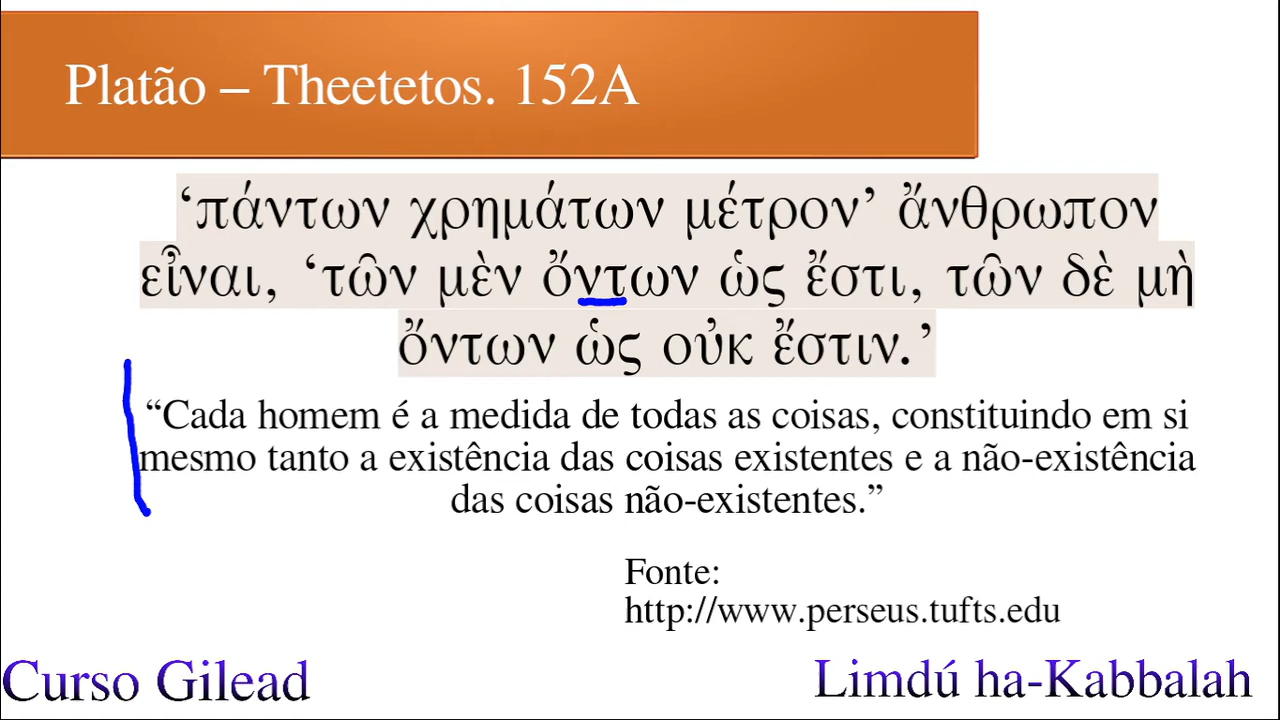 Platão – Theetetos. 152A
‘πάντων χρημάτων μέτρον’ ἄνθρωπον
εἶναι, ‘τῶν μὲν ὄντων ὡς ἔστι, τῶν δὲ μὴ
ὄντων ὡς οὐκ ἔστιν.’
“Cada homem é a medida de todas as coisas, constituindo em si
mesmo tanto a existência das coisas existentes e a não-existência
das coisas não-existentes.”
Fonte:
http://www.perseus.tufts.edu
Curso Gilead
Limdú ha-Kabbalah